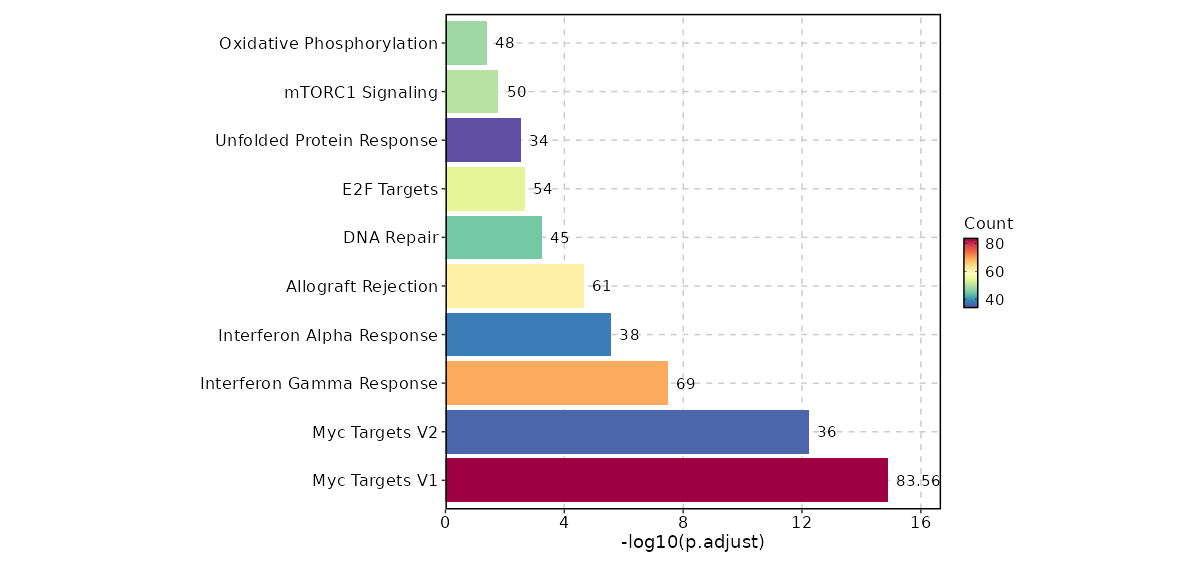 Oxidative Phosphorylation 48
mTORC1 Signaling 50
Unfolded Protein Response 34
E2F Targets 54
DNA Repair 45
Allograft Rejection 61
Interferon Alpha Response 38
Interferon Gamma Response 69
Myc Targets V2 36
Myc Targets V1 83.56
0 4 8 12 16
-log10(p.adjust)
Count
80
60
40